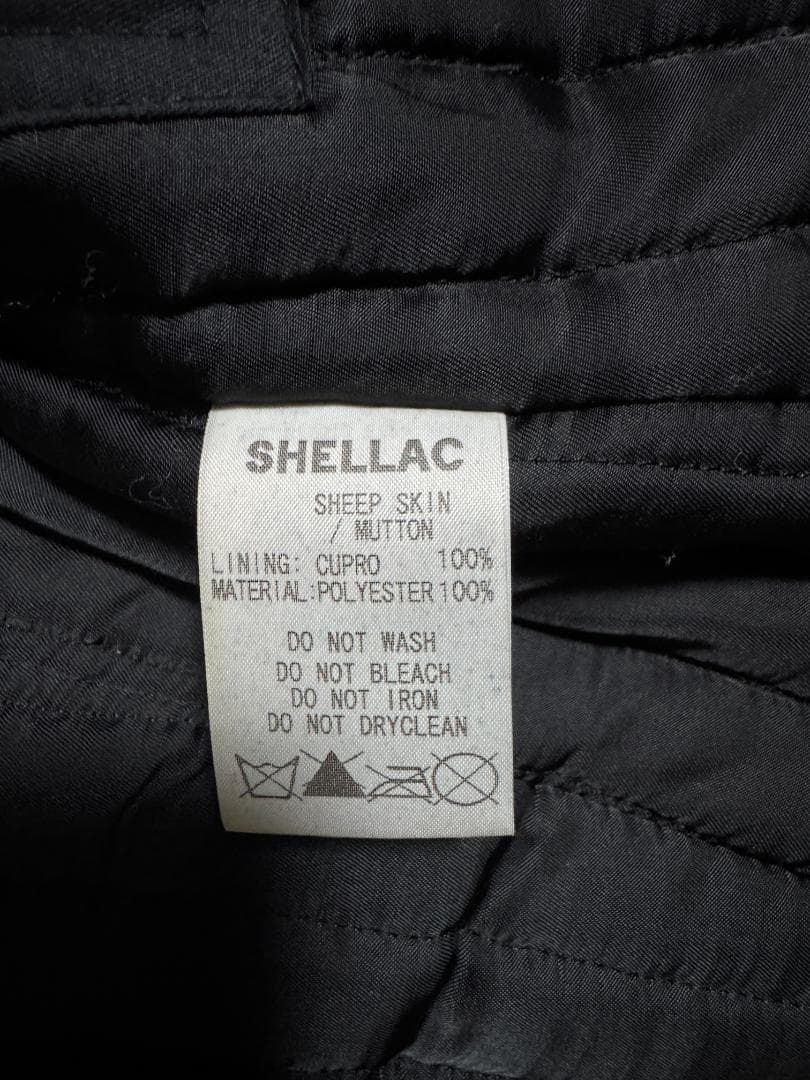 SHELLAC
SHEEP SKIN
/ MUTTON
LINING: CUPRO 100%
MATERIAL:POLYESTER 100%
DO NOT WASH
DO NOT BLEACH
DO NOT IRON
DO NOT DRYCLEAN